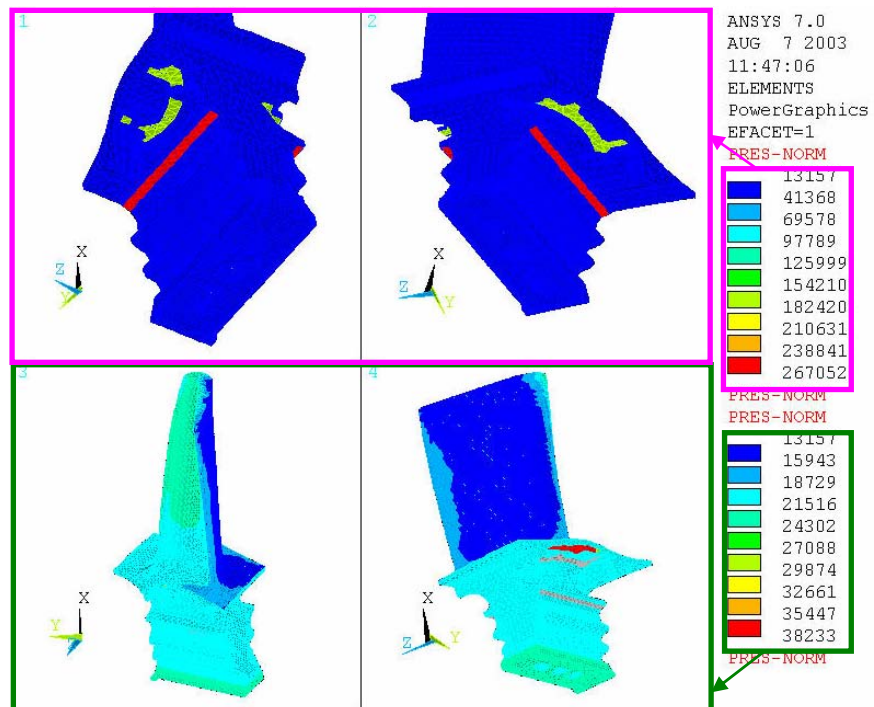 1
2
3
4
X
Z
Y
X
Z
Y
X
Y
X
Z
Y
ANSYS 7.0
AUG 7 2003
11:47:06
ELEMENTS
PowerGraphics
EFACET=1
PRES-NORM
13157
41368
69578
97789
125999
154210
182420
210631
238841
267052
PRES-NORM
PRES-NORM
13157
15943
18729
21516
24302
27088
29874
32661
35447
38233
PRES-NORM